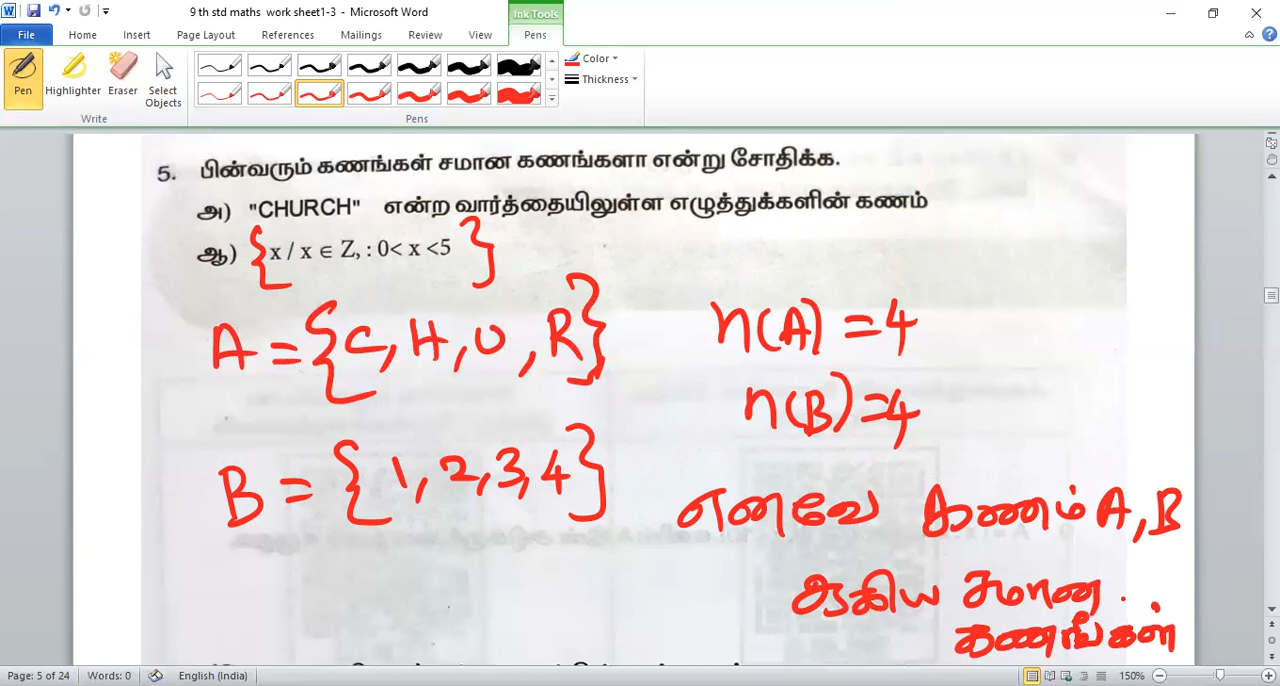 9 th std maths work sheet1-3 - Microsoft Word
Ink Tools
File Home Insert Page Layout References Mailings Review View Pens
Pen Highlighter Eraser Select Objects
Color
Thickness
Write Pens
5. பின்வரும் கணங்கள் சமான கணங்களா என்று சோதிக்க.
அ) "CHURCH" என்ற வார்த்தையிலுள்ள எழுத்துக்களின் கணம்
ஆ) { x / x ∈ Z, : 0< x <5 }
A = {C, H, U, R} n(A) = 4
n(B) = 4
B = {1, 2, 3, 4}
எனவே கணம் A, B
ஆகிய சமான
கணங்கள்
Page: 5 of 24 Words: 0 English (India) 150%